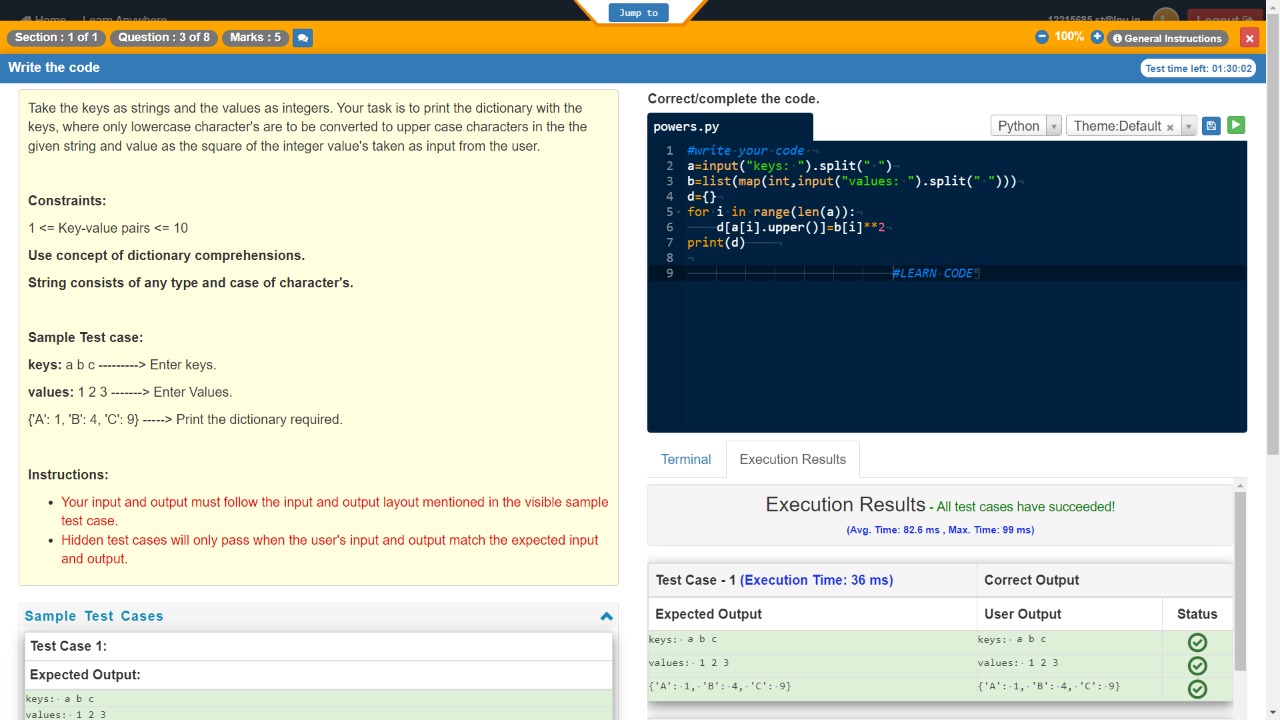 Home Learn Anywhere
Jump to
12215685.st@lpu.in
Logout
Section : 1 of 1
Question : 3 of 8
Marks : 5
100%
General Instructions
Write the code
Test time left: 01:30:02
Take the keys as strings and the values as integers. Your task is to print the dictionary with the
keys, where only lowercase character's are to be converted to upper case characters in the the
given string and value as the square of the integer value's taken as input from the user.
Constraints:
1 <= Key-value pairs <= 10
Use concept of dictionary comprehensions.
String consists of any type and case of character's.
Sample Test case:
keys: a b c ---------> Enter keys.
values: 1 2 3 -------> Enter Values.
{'A': 1, 'B': 4, 'C': 9} -----> Print the dictionary required.
Instructions:
• Your input and output must follow the input and output layout mentioned in the visible sample
test case.
• Hidden test cases will only pass when the user's input and output match the expected input
and output.
Sample Test Cases
Test Case 1:
Expected Output:
keys:· a b c
values:· 1 2 3
Correct/complete the code.
powers.py
Python
Theme:Default
1 #write·your·code·¬
2 a=input("keys:·").split("·")¬
3 b=list(map(int,input("values:·").split("·")))¬
4 d={}¬
5 for·i·in·range(len(a)):¬
6 d[a[i].upper()]=b[i]**2¬
7 print(d)
8 ¬
9 #LEARN·CODE¶
Terminal
Execution Results
Execution Results - All test cases have succeeded!
(Avg. Time: 82.6 ms , Max. Time: 99 ms)
Test Case - 1 (Execution Time: 36 ms)
Correct Output
Expected Output
User Output
Status
keys:· a b c
keys:· a b c
values:· 1 2 3
values:· 1 2 3
{'A':·1,·'B':·4,·'C':·9}
{'A':·1,·'B':·4,·'C':·9}